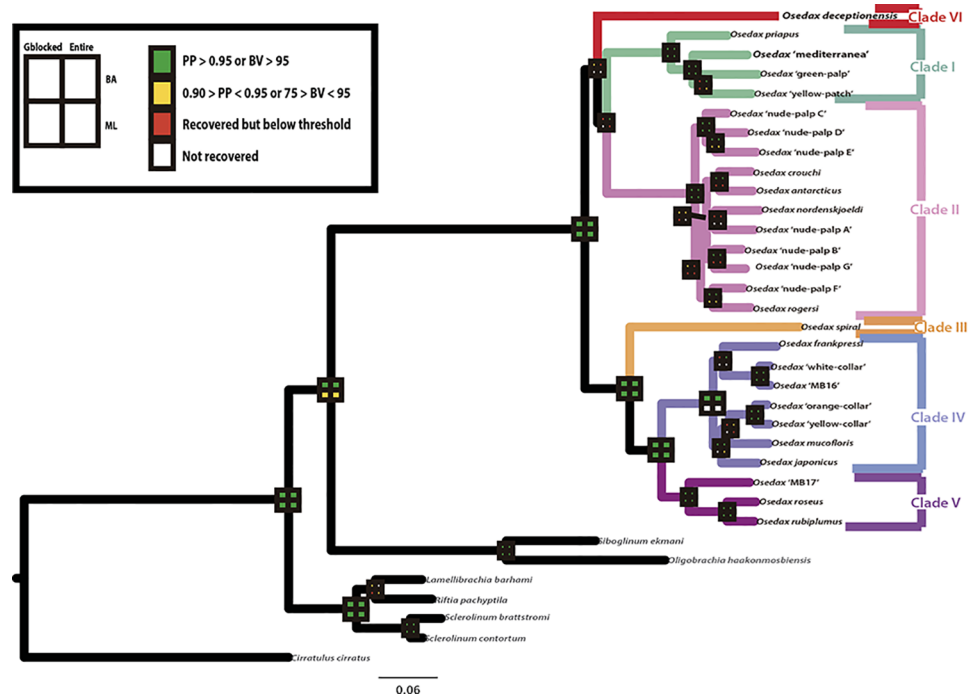 Gblocked Entire
BA
ML
PP > 0.95 or BV > 95
0.90 > PP < 0.95 or 75 > BV < 95
Recovered but below threshold
Not recovered
Osedax deceptionensis
Clade VI
Osedax priapus
Osedax 'mediterranea'
Osedax 'green-palp'
Osedax 'yellow-patch'
Clade I
Osedax 'nude-palp C'
Osedax 'nude-palp D'
Osedax 'nude-palp E'
Osedax crouchi
Osedax antarcticus
Osedax nordenskjoeldi
Osedax 'nude-palp A'
Osedax 'nude-palp B'
Osedax 'nude-palp G'
Osedax 'nude-palp F'
Osedax rogersi
Clade II
Osedax spiral
Clade III
Osedax frankpressi
Osedax 'white-collar'
Osedax 'MB16'
Osedax 'orange-collar'
Osedax 'yellow-collar'
Osedax mucofloris
Osedax japonicus
Clade IV
Osedax 'MB17'
Osedax roseus
Osedax rubiplumus
Clade V
Siboglinum ekmani
Oligobrachia haakonmosbiensis
Lamellibrachia barhami
Riftia pachyptila
Sclerolinum brattstromi
Sclerolinum contortum
Cirratulus cirratus
0.06